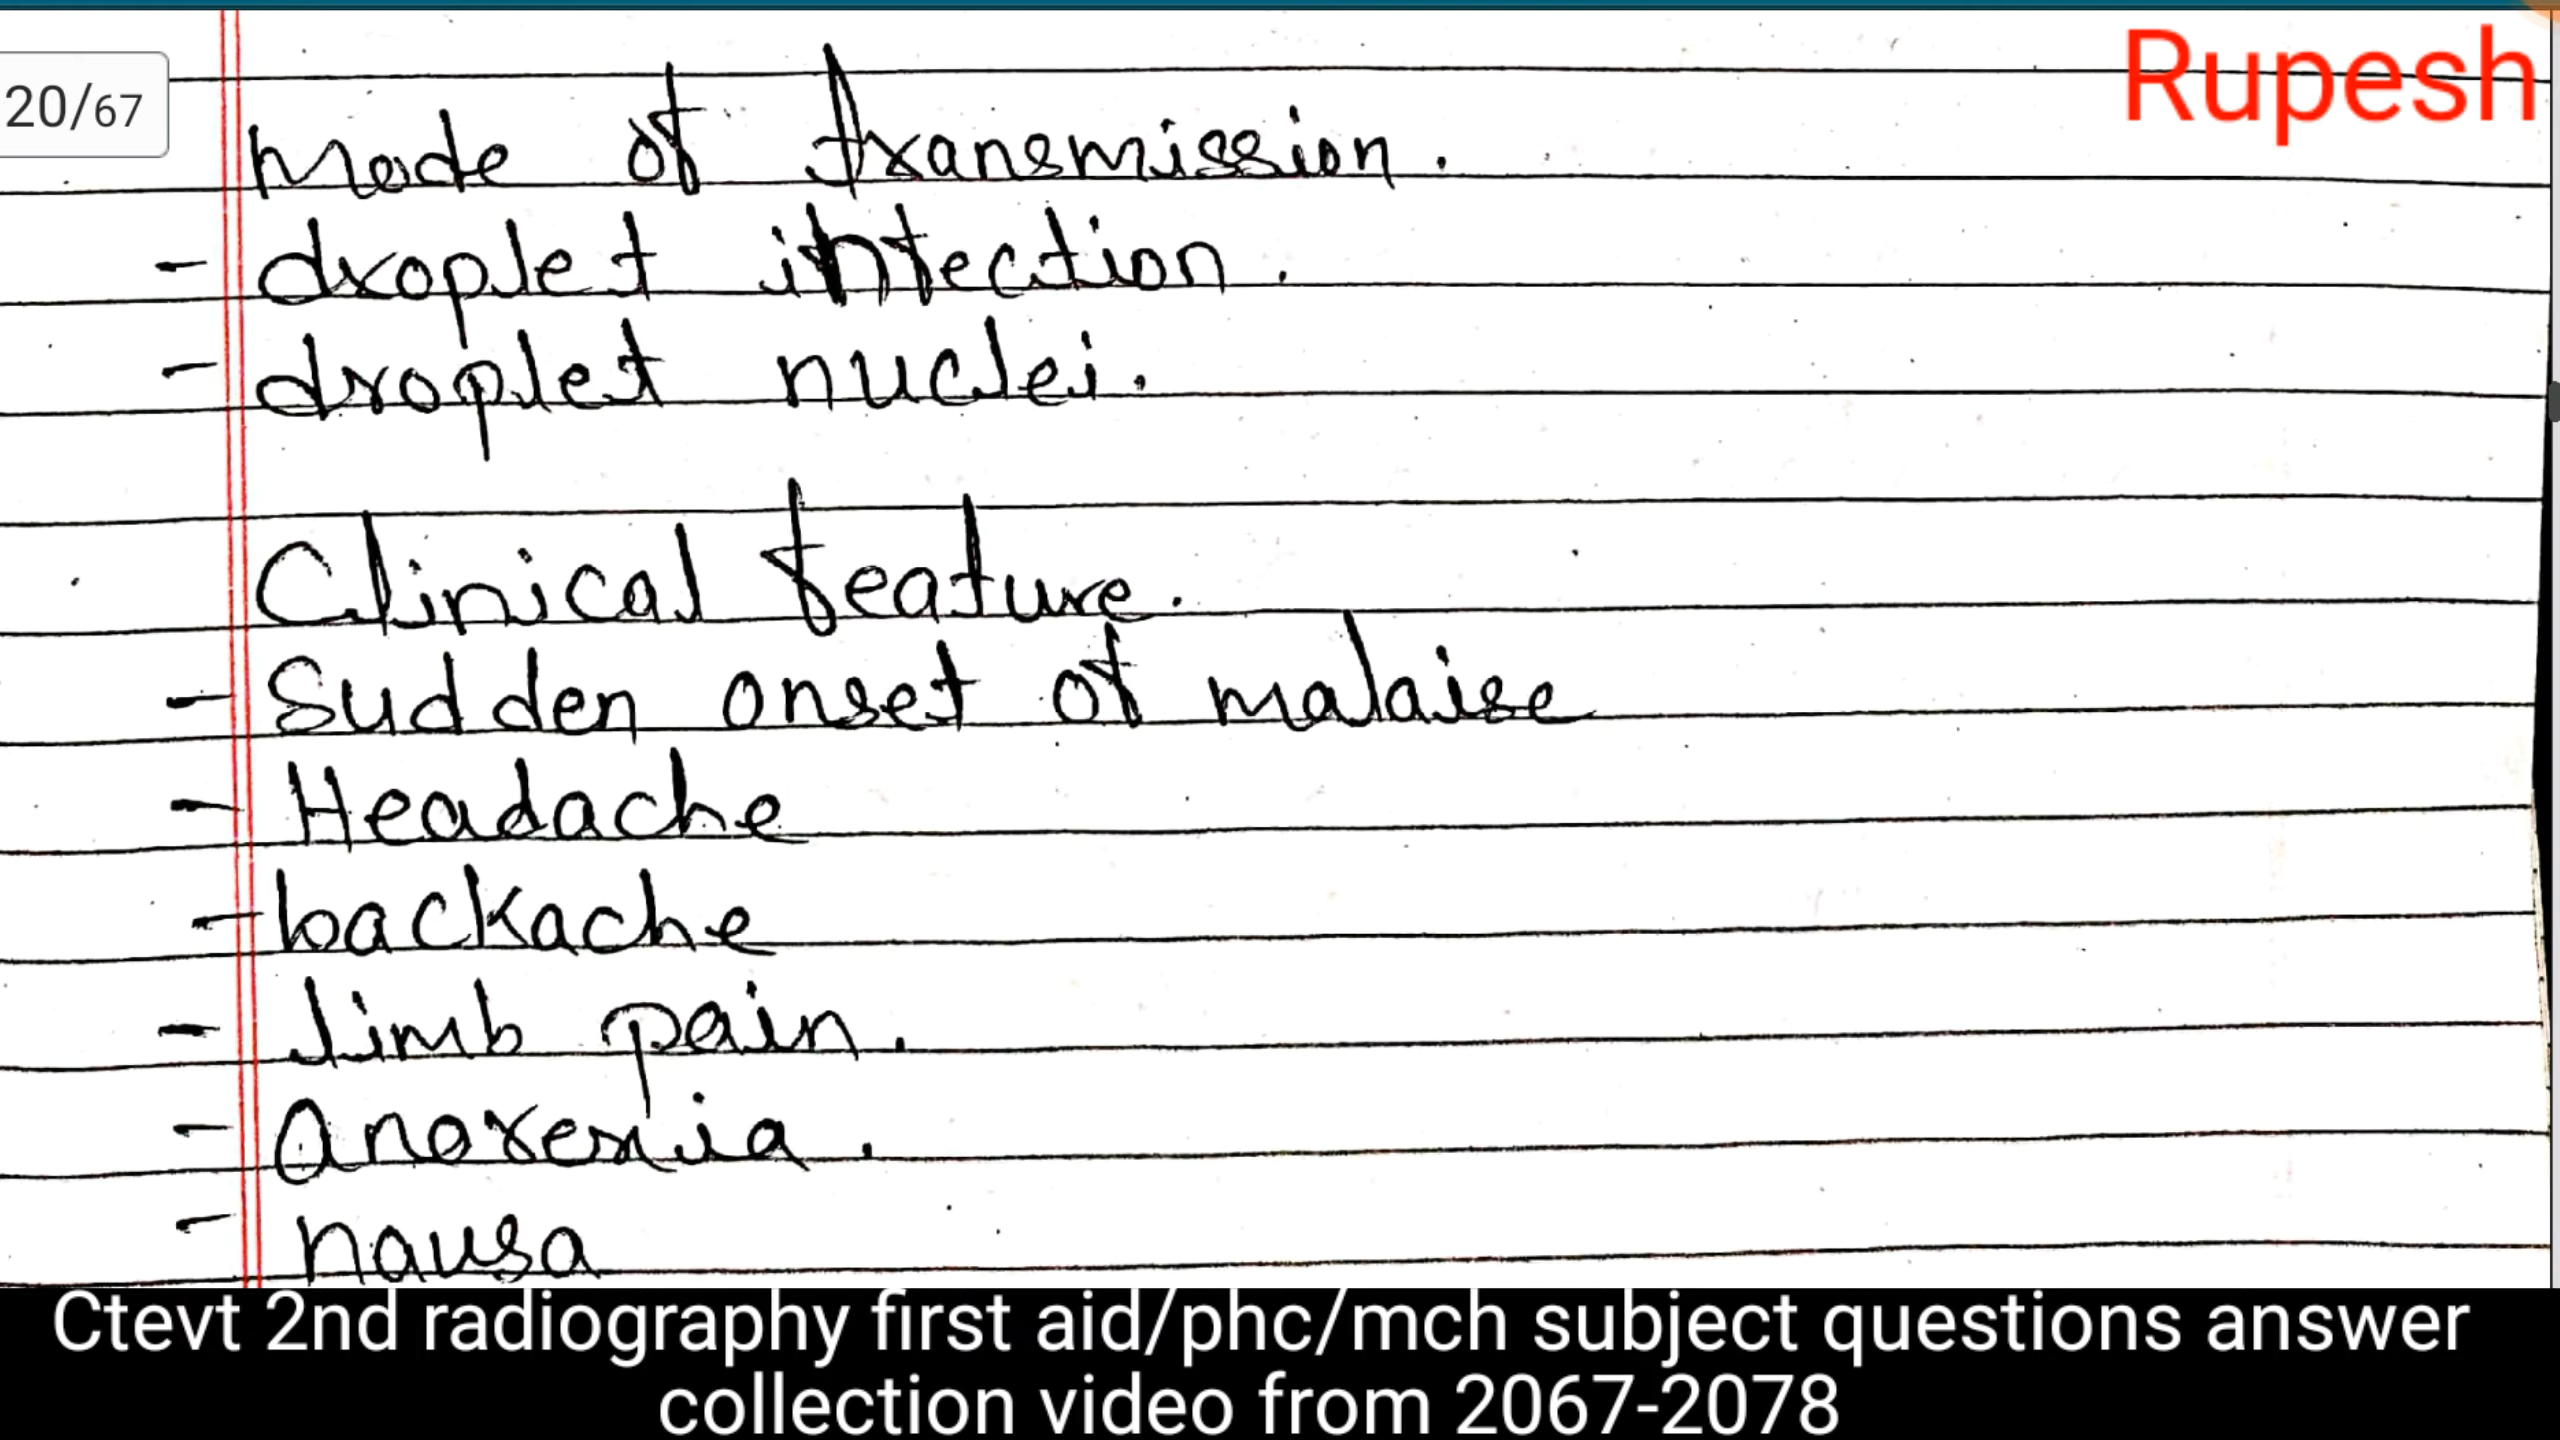 Rupesh
20/67
Mode of transmission.
- droplet infection.
- droplet nuclei.
Clinical feature.
- Sudden onset of malaise
- Headache
- backache
- limb pain.
- Anorexia.
- nausa
Ctevt 2nd radiography first aid/phc/mch subject questions answer
collection video from 2067-2078